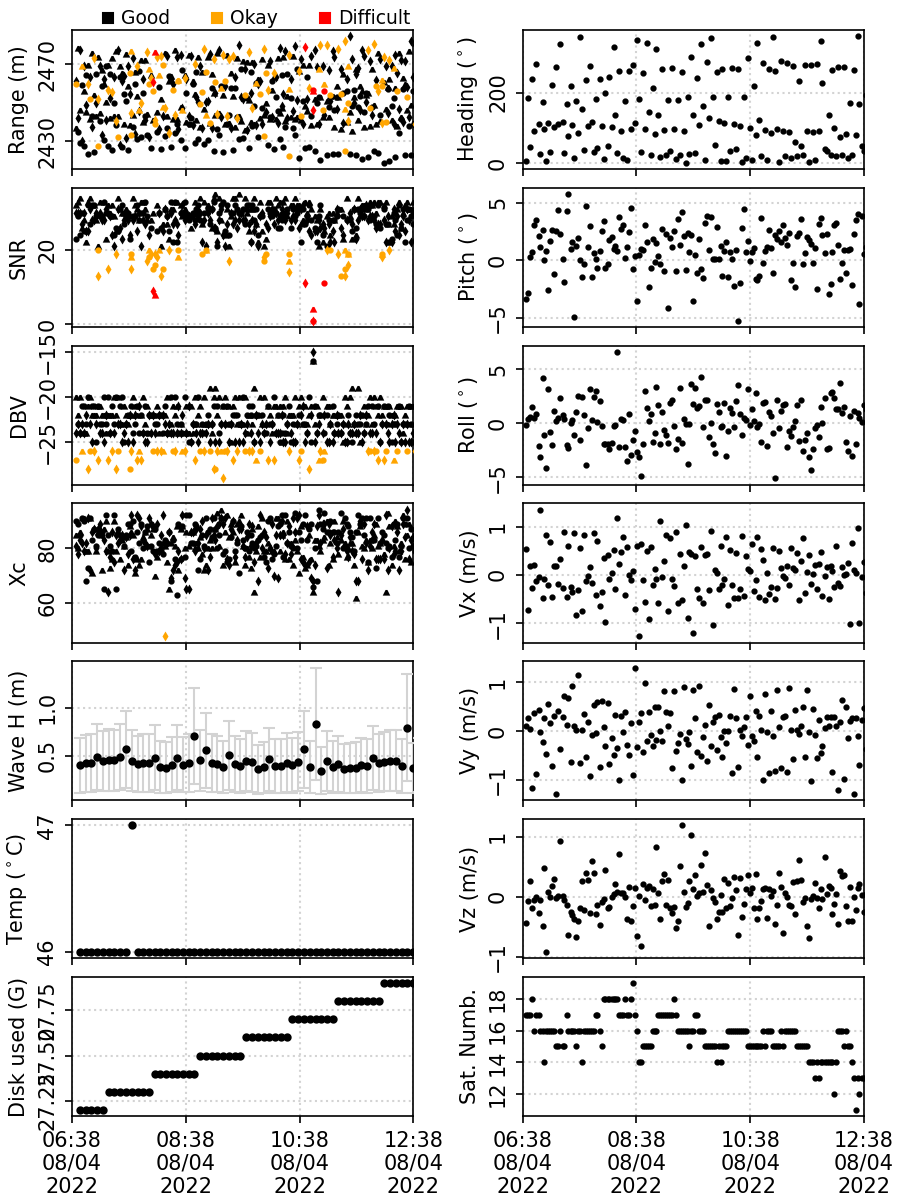 Good Okay Difficult
Range (m)
2470
2430
Heading (°)
200
0
SNR
20
0
Pitch (°)
5
0
−5
DBV
−15
−20
−25
Roll (°)
5
0
−5
Xc
80
60
Vx (m/s)
1
0
−1
Wave H (m)
1.0
0.5
Vy (m/s)
1
0
−1
Temp (°C)
47
46
Vz (m/s)
1
0
−1
Disk used (G)
27.75
27.50
27.25
Sat. Numb.
18
16
14
12
06:38 08:38 10:38 12:38
08/04 08/04 08/04 08/04
2022 2022 2022 2022
06:38 08:38 10:38 12:38
08/04 08/04 08/04 08/04
2022 2022 2022 2022